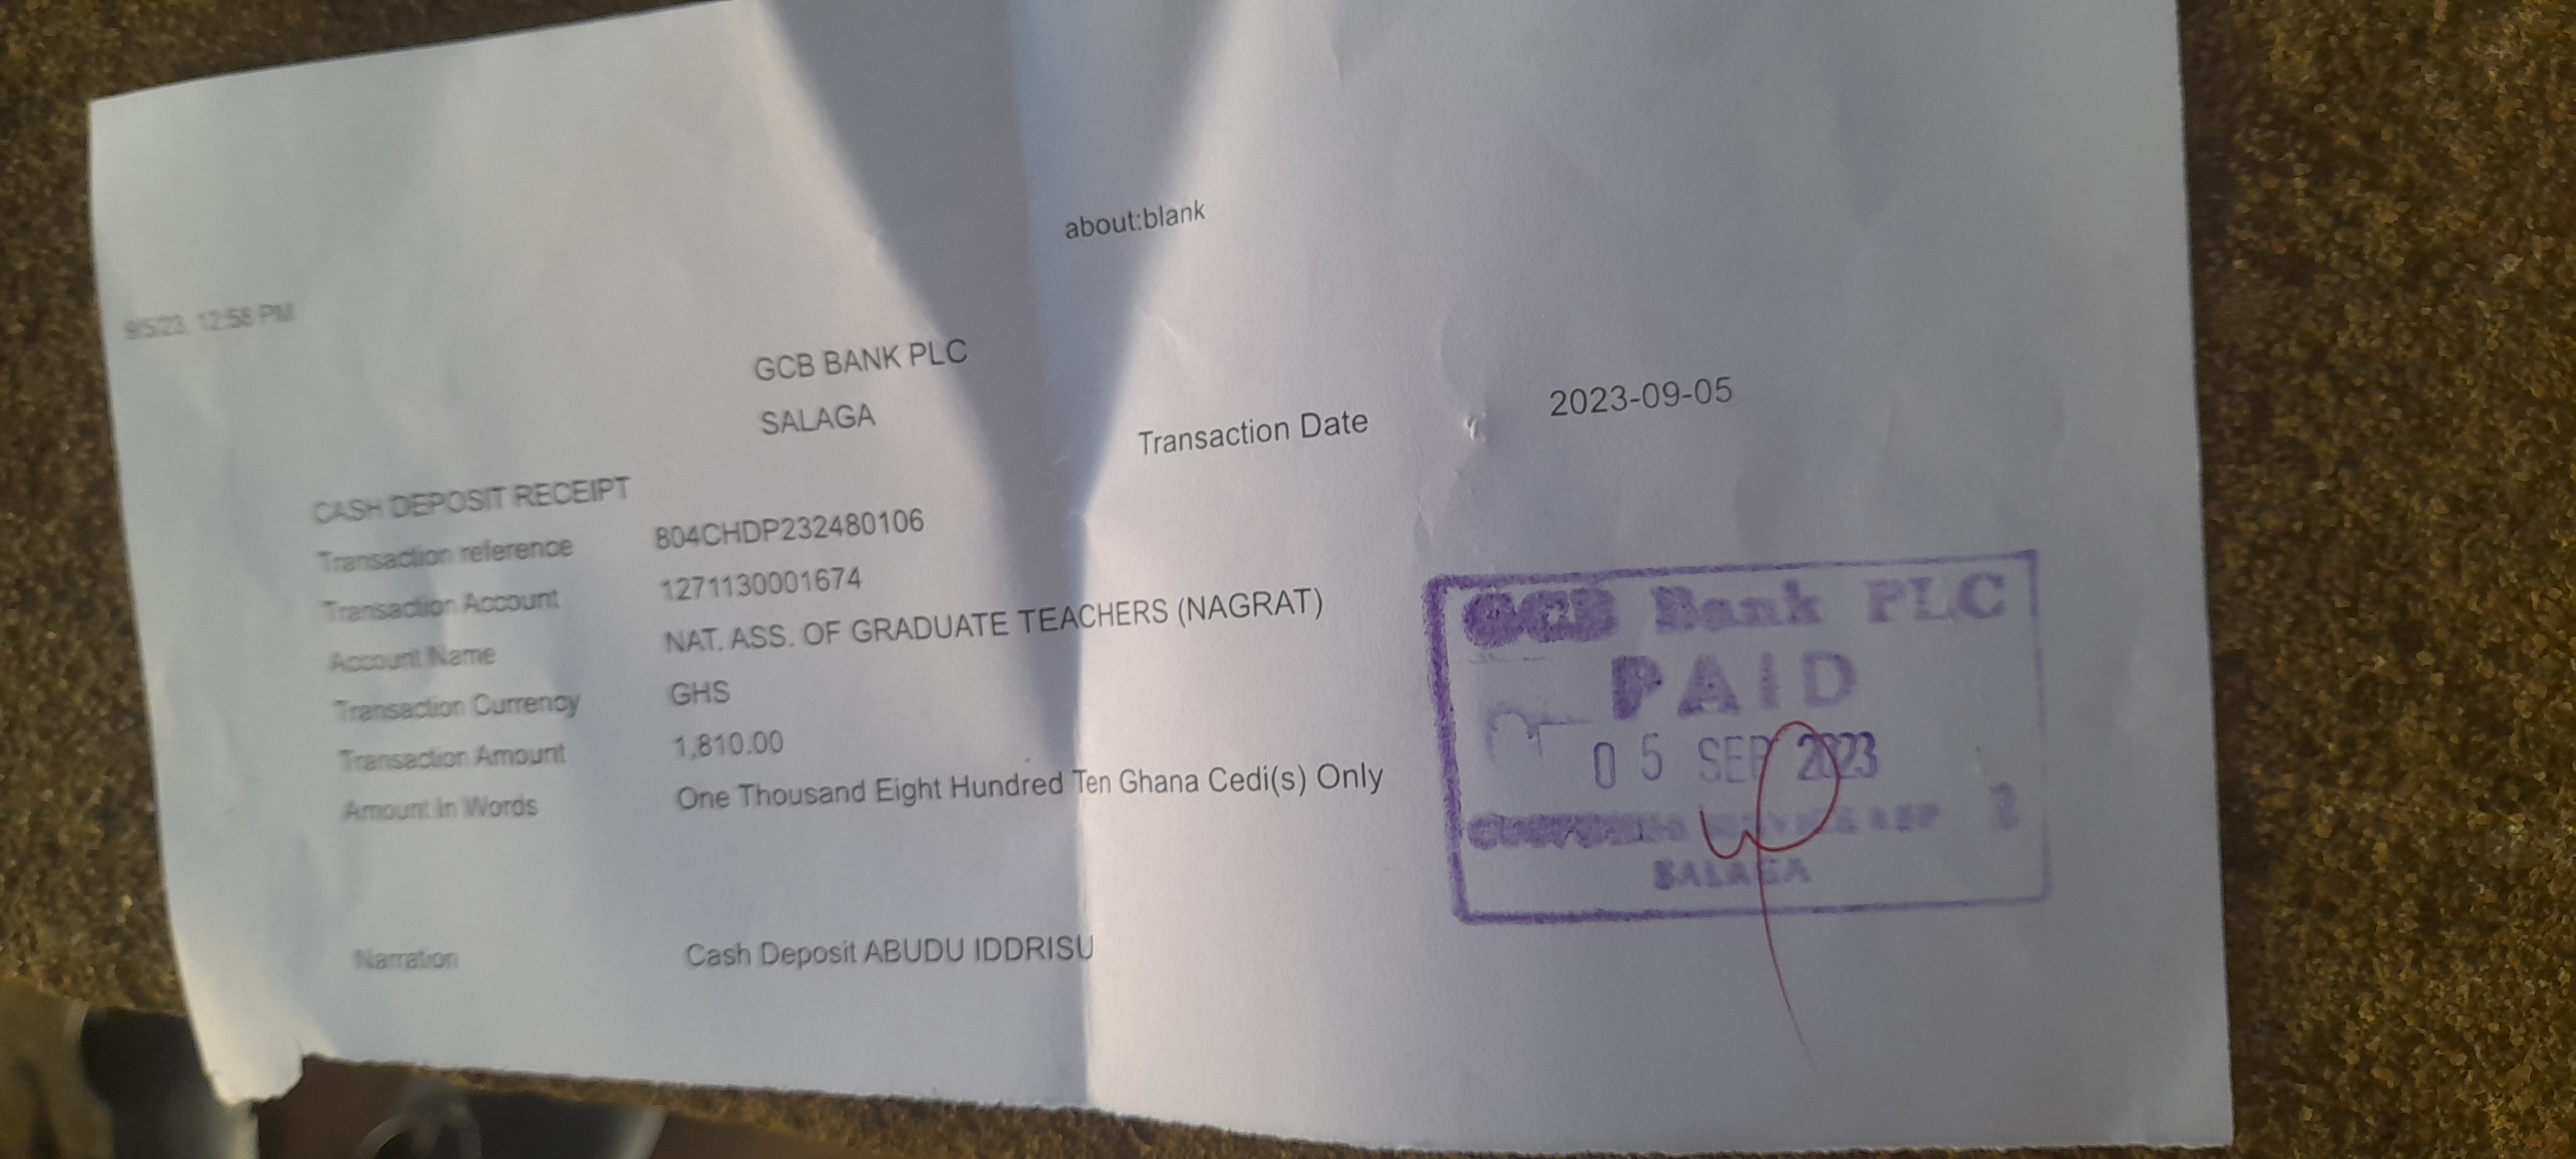 about:blank
9/5/23, 12:58 PM
GCB BANK PLC
SALAGA
Transaction Date 2023-09-05
CASH DEPOSIT RECEIPT
Transaction reference 804CHDP232480106
Transaction Account 1271130001674
Account Name NAT. ASS. OF GRADUATE TEACHERS (NAGRAT)
Transaction Currency GHS
Transaction Amount 1,810.00
Amount In Words One Thousand Eight Hundred Ten Ghana Cedi(s) Only
Narration Cash Deposit ABUDU IDDRISU
GCB Bank PLC
PAID
05 SEP 2023
SALAGA